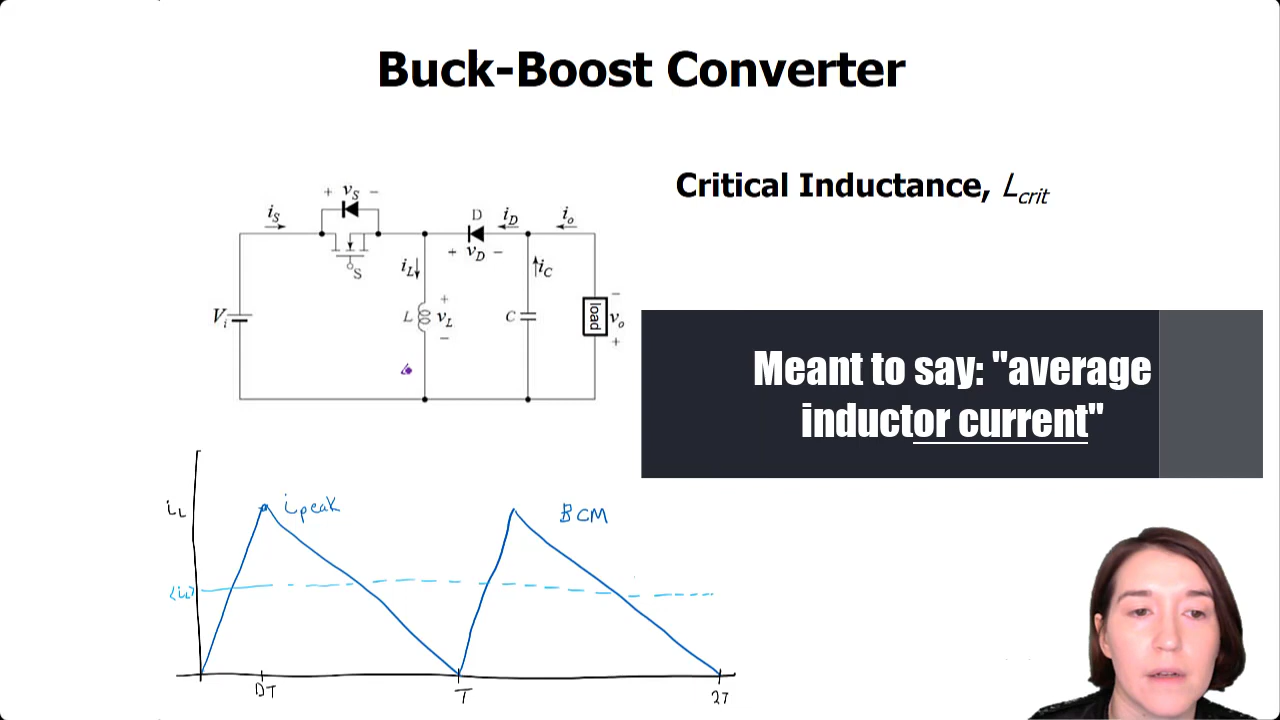 Buck-Boost Converter
Critical Inductance, Lcrit
+ vS −
iS
D
iD
io
+ vD −
S
iL
iC
+
−
Vi
L
vL
C
load
vo
−
+
Meant to say: "average
inductor current"
iL
ipeak
BCM
⟨iL⟩
DT
T
2T